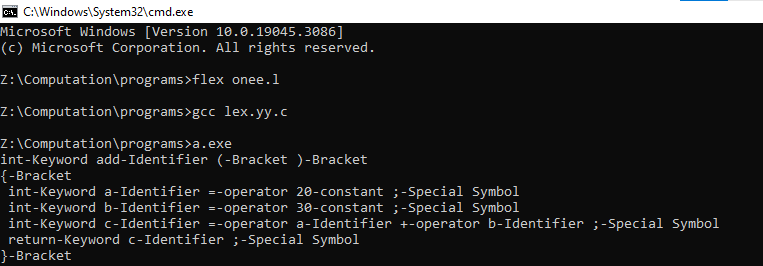 C:\Windows\System32\cmd.exe
Microsoft Windows [Version 10.0.19045.3086]
(c) Microsoft Corporation. All rights reserved.
Z:\Computation\programs>flex onee.l
Z:\Computation\programs>gcc lex.yy.c
Z:\Computation\programs>a.exe
int-Keyword add-Identifier (-Bracket )-Bracket
{-Bracket
 int-Keyword a-Identifier =-operator 20-constant ;-Special Symbol
 int-Keyword b-Identifier =-operator 30-constant ;-Special Symbol
 int-Keyword c-Identifier =-operator a-Identifier +-operator b-Identifier ;-Special Symbol
 return-Keyword c-Identifier ;-Special Symbol
}-Bracket